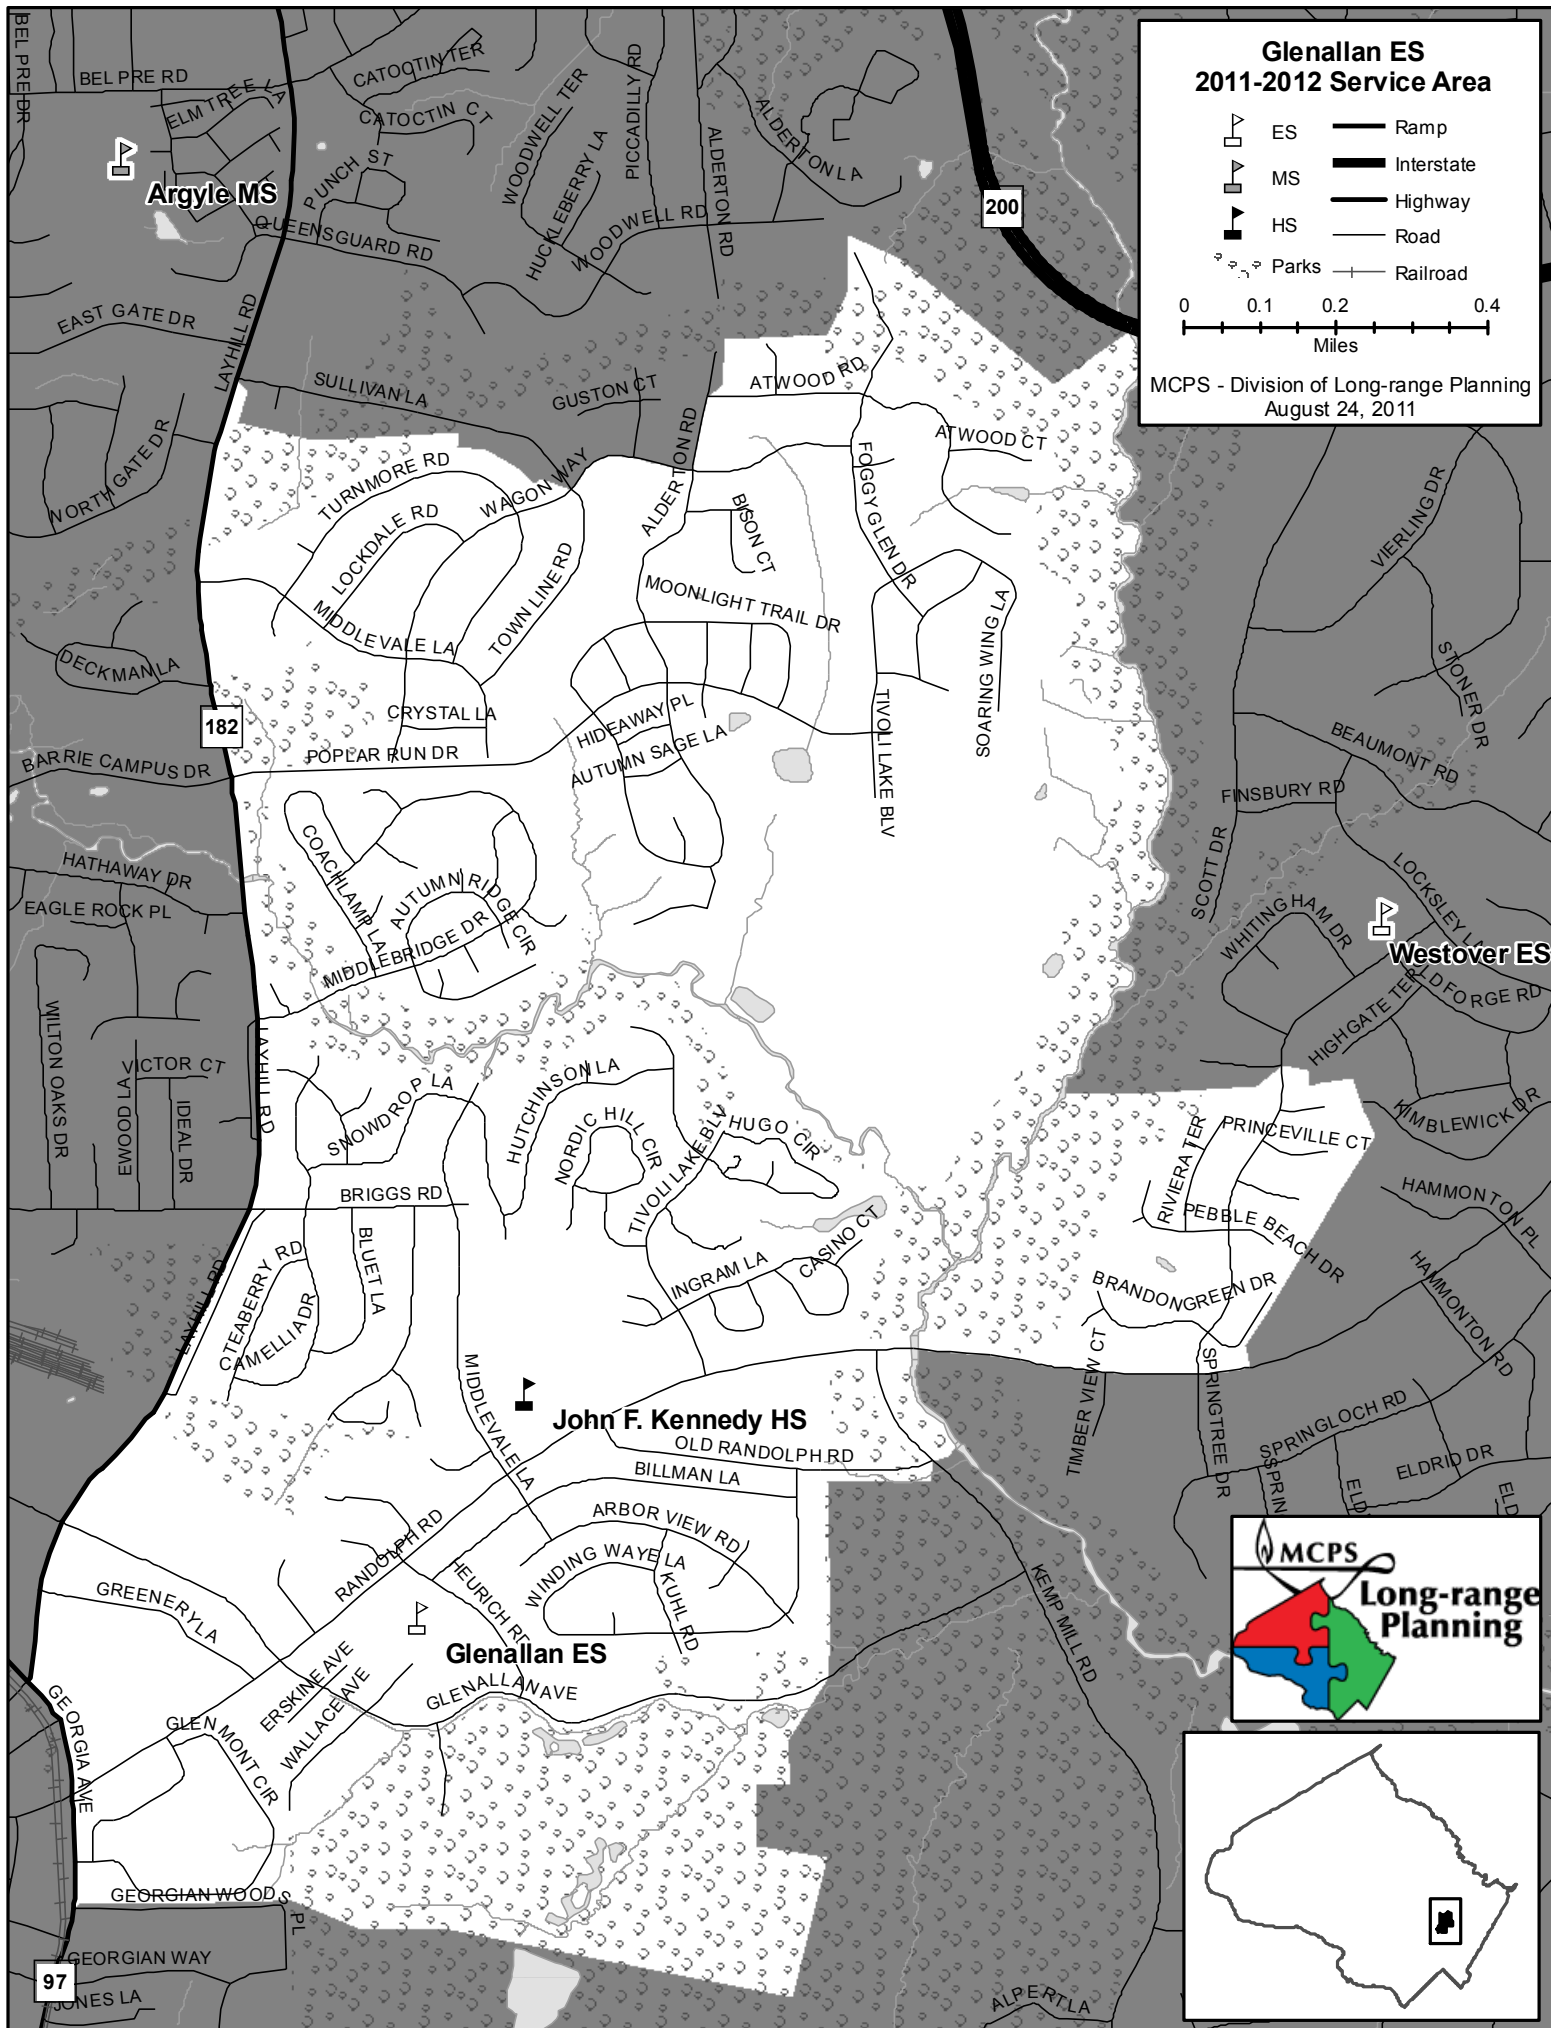 BEL PRE DR
BEL PRE RD
ELM TREE LA
CATOCTIN TER
CATOCTIN CT
PUNCH ST
QUEENSGUARD RD
WOODWELL TER
HUCKLEBERRY LA
PICCADILLY RD
WOODWELL RD
ALDERTON RD
ALDERTON LA
200
Glenallan ES
2011-2012 Service Area
ES
MS
HS
Parks
Ramp
Interstate
Highway
Road
Railroad
0 0.1 0.2 0.4
Miles
MCPS - Division of Long-range Planning
August 24, 2011
Argyle MS
EAST GATE DR
LAYHILL RD
NORTH GATE DR
SULLIVAN LA
GUSTON CT
ATWOOD RD
ATWOOD CT
TURNMORE RD
LOCKDALE RD
WAGON WAY
ALDERTON RD
BISON CT
FOGGY GLEN DR
VIERLING DR
TOWN LINE RD
MIDDLEVALE LA
MOONLIGHT TRAIL DR
SOARING WING LA
STONER DR
DECKMAN LA
182
CRYSTAL LA
HIDEAWAY PL
AUTUMN SAGE LA
TIVOLI LAKE BLV
BARRIE CAMPUS DR
POPLAR RUN DR
BEAUMONT RD
FINSBURY RD
SCOTT DR
COACHLAMP LA
AUTUMN RIDGE CIR
MIDDLEBRIDGE DR
HATHAWAY DR
EAGLE ROCK PL
LOCKSLEY LA
WHITINGHAM DR
Westover ES
OLDFORGE RD
HIGHGATE TER
WILTON OAKS DR
VICTOR CT
EWOOD LA
IDEAL DR
LAYHILL RD
SNOWDROP LA
HUTCHINSON LA
NORDIC HILL CIR
TIVOLI LAKE BLV
HUGO CIR
RIVIERA TER
PRINCEVILLE CT
KIMBLEWICK DR
BRIGGS RD
HAMMONTON PL
PEBBLE BEACH DR
TEABERRY RD
BLUET LA
CAMELLIA DR
LAYHILL RD
INGRAM LA
CASINO CT
BRANDON GREEN DR
HAMMONTON RD
MIDDLEVALE LA
John F. Kennedy HS
TIMBER VIEW CT
SPRINGTREE DR
SPRINGLOCH RD
SPRIN
ELD
ELDRID DR
ELD
OLD RANDOLPH RD
BILLMAN LA
ARBOR VIEW RD
RANDOLPH RD
HEURICH RD
WINDING WAYE LA
KUHL RD
KEMP MILL RD
GREENERY LA
Glenallan ES
ERSKINE AVE
WALLACE AVE
GLENALLAN AVE
GEORGIA AVE
GLENMONT CIR
MCPS
Long-range
Planning
GEORGIAN WOODS PL
GEORGIAN WAY
97
JONES LA
ALPERT LA